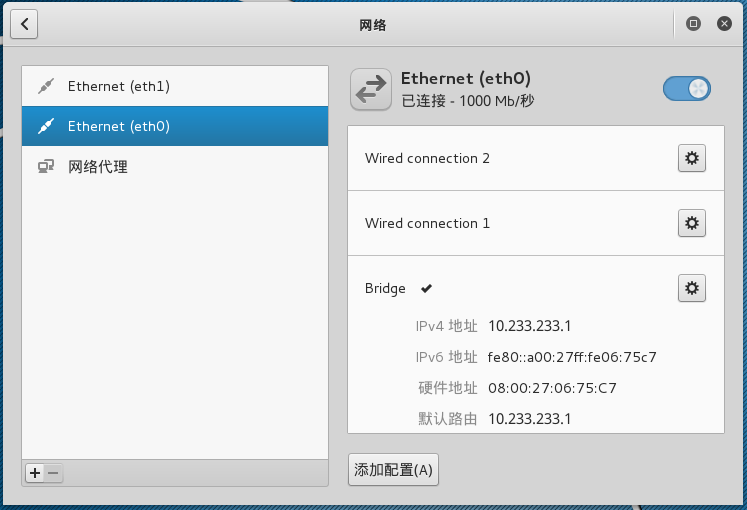 网络
Ethernet (eth1)
Ethernet (eth0)
网络代理
Ethernet (eth0)
已连接 - 1000 Mb/秒
Wired connection 2
Wired connection 1
Bridge
IPv4 地址 10.233.233.1
IPv6 地址 fe80::a00:27ff:fe06:75c7
硬件地址 08:00:27:06:75:C7
默认路由 10.233.233.1
添加配置(A)